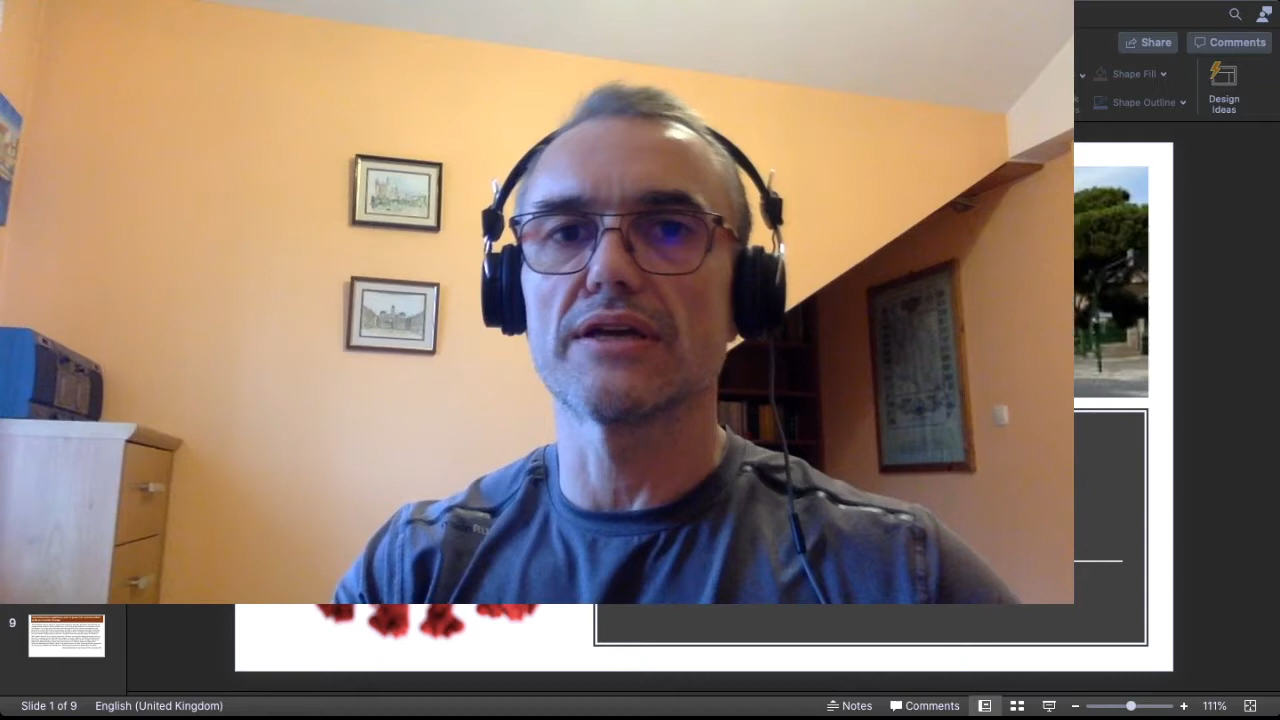 Share
Comments
Shape Fill
Shape Outline
Design
Ideas
9
Slide 1 of 9
English (United Kingdom)
Notes
Comments
111%